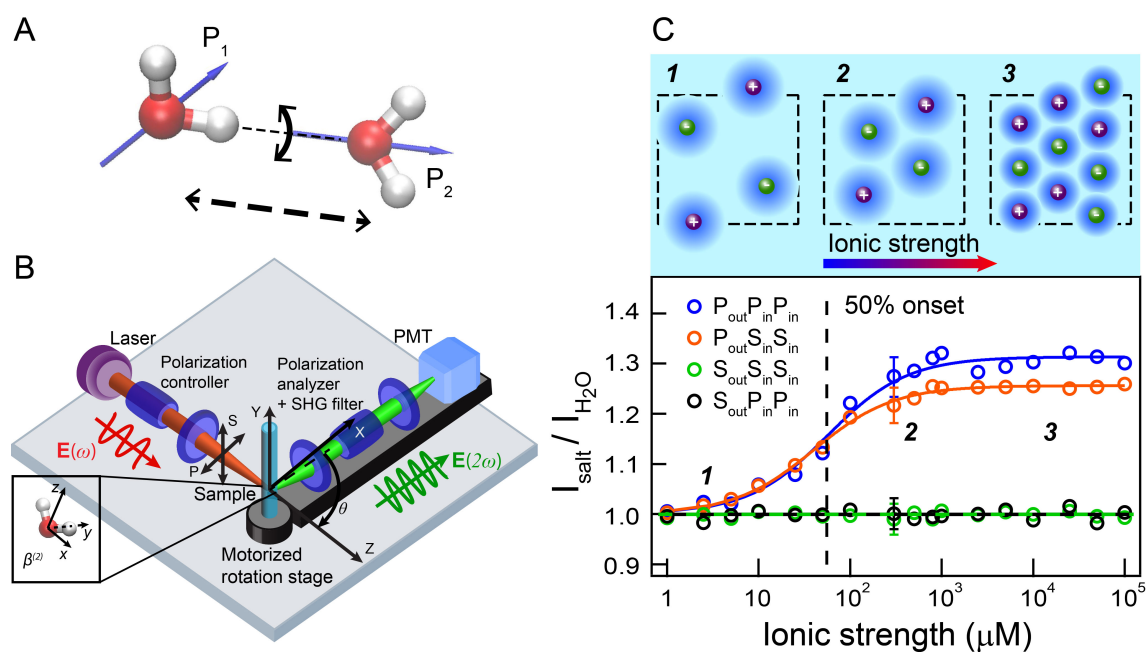 A
P₁
P₂
B
Laser
Polarization
controller
PMT
Polarization
analyzer
+ SHG filter
S
P
Y
X
E(ω)
E(2ω)
Sample
θ
Z
z
y
x
β⁽²⁾
Motorized
rotation stage
C
1
2
3
+
-
+
-
+
-
-
+
-
+
-
+
+
-
-
+
+
-
Ionic strength
50% onset
PoutPinPin
PoutSinSin
SoutSinSin
SoutPinPin
1
2
3
Isalt / IH₂O
1.4
1.3
1.2
1.1
1.0
0.9
1
10
10²
10³
10⁴
10⁵
Ionic strength (μM)